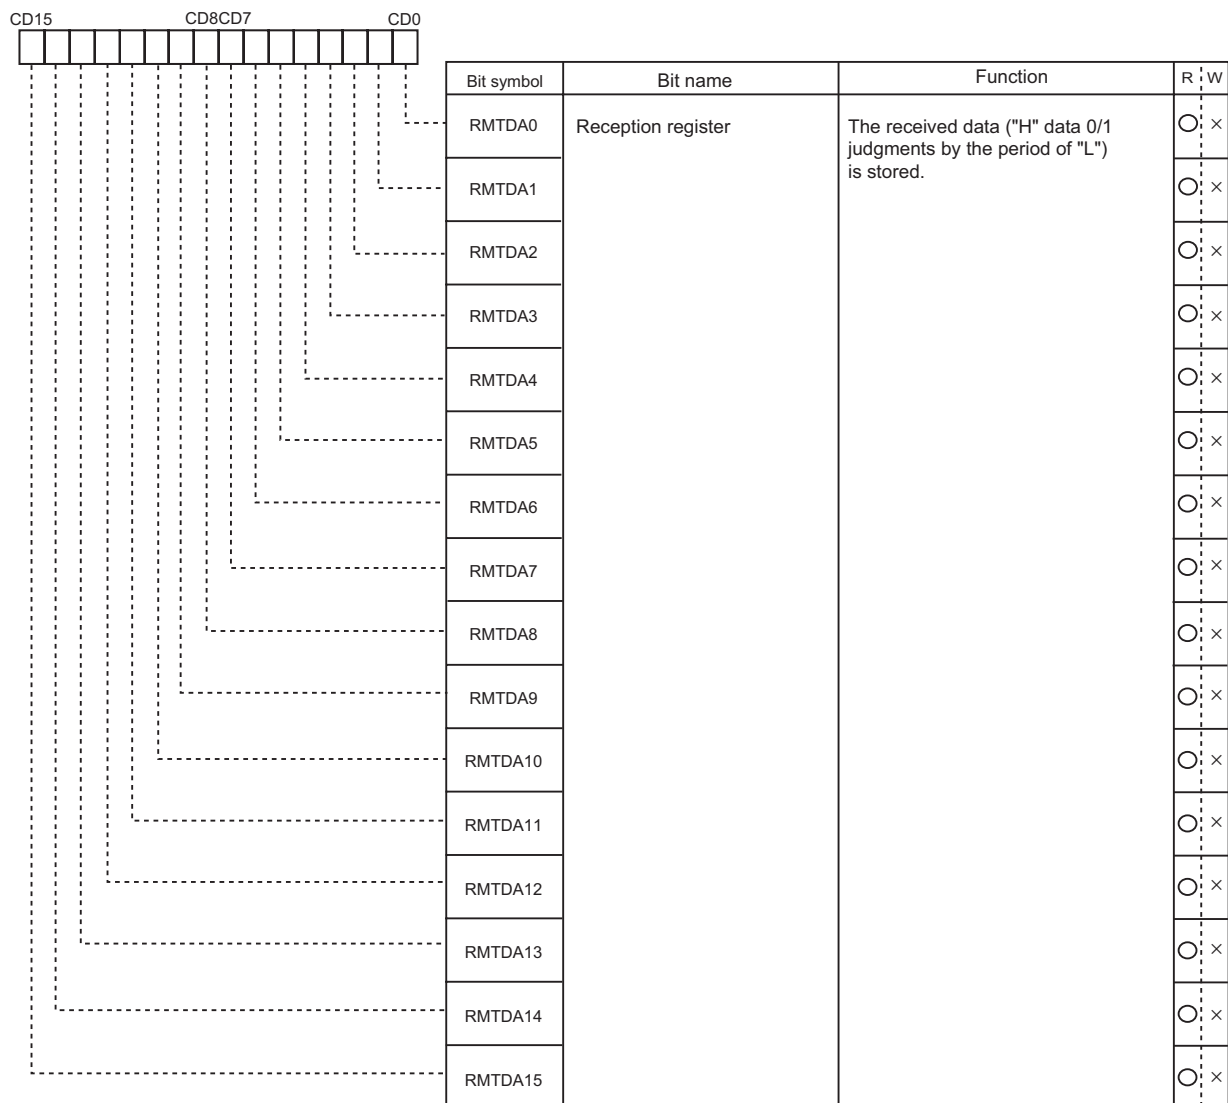 CD15 CD8CD7 CD0
Bit symbol Bit name Function R W
RMTDA0 Reception register The received data ("H" data 0/1
judgments by the period of "L")
is stored.
○ ×
RMTDA1 ○ ×
RMTDA2 ○ ×
RMTDA3 ○ ×
RMTDA4 ○ ×
RMTDA5 ○ ×
RMTDA6 ○ ×
RMTDA7 ○ ×
RMTDA8 ○ ×
RMTDA9 ○ ×
RMTDA10 ○ ×
RMTDA11 ○ ×
RMTDA12 ○ ×
RMTDA13 ○ ×
RMTDA14 ○ ×
RMTDA15 ○ ×